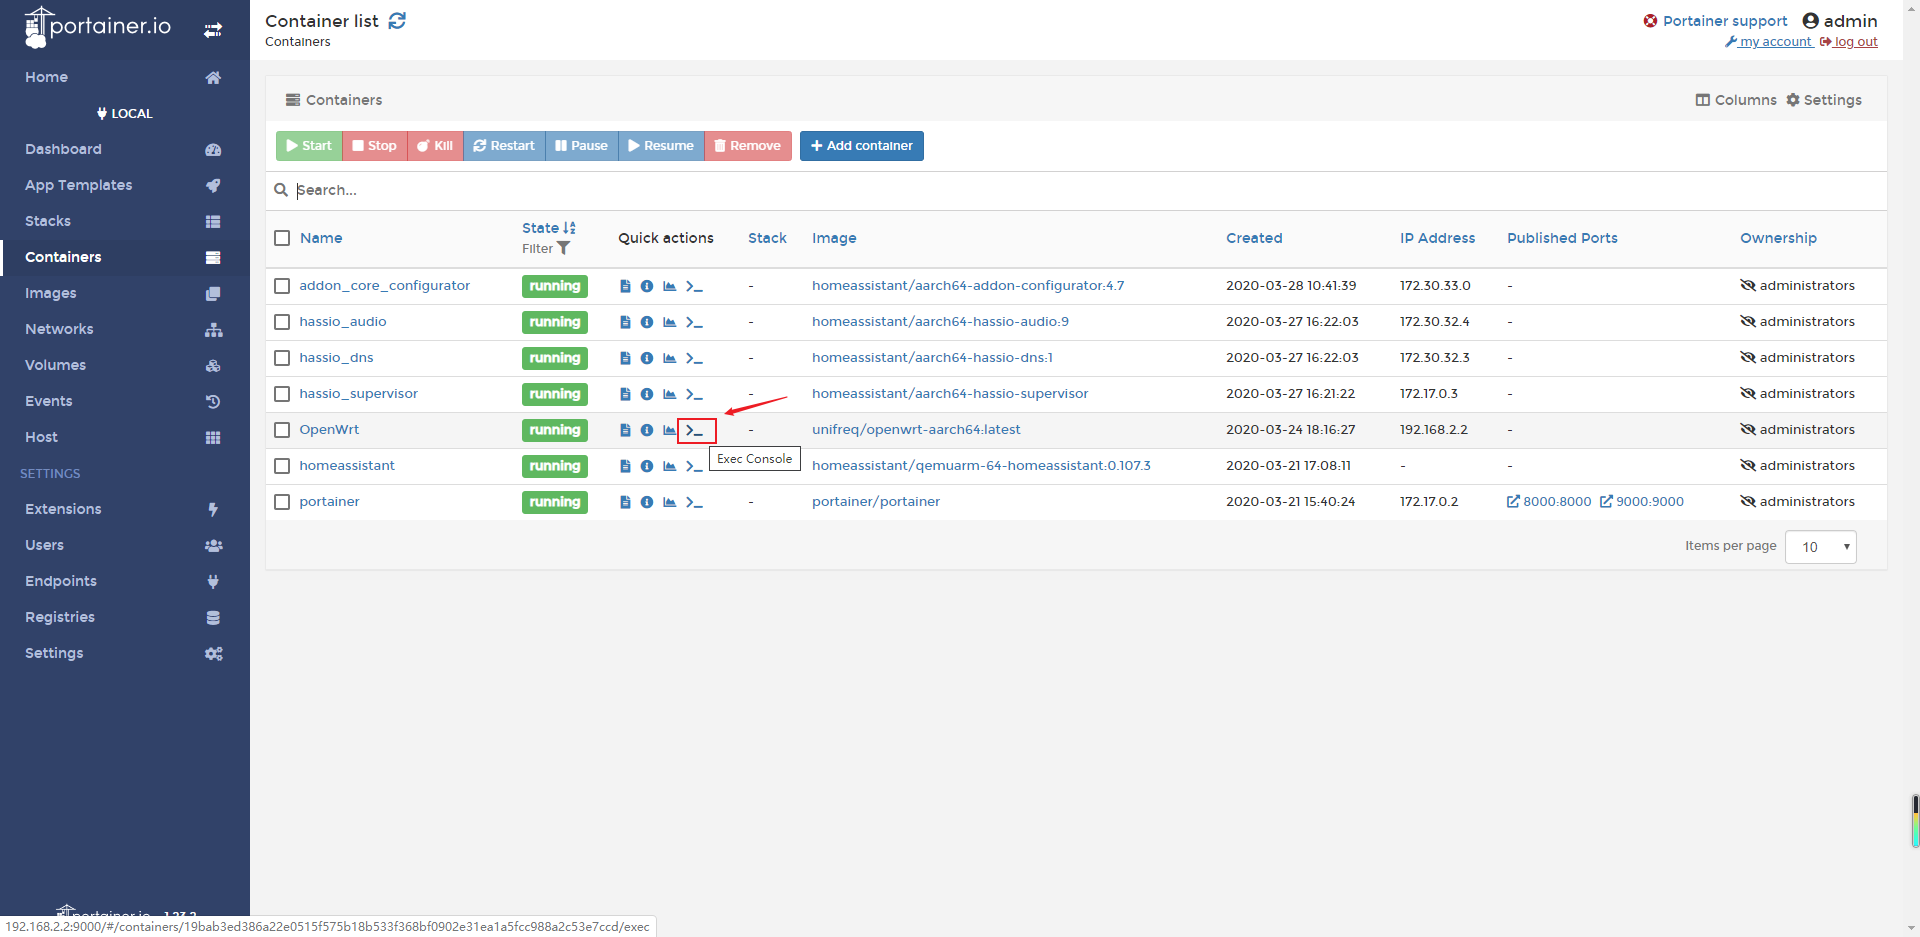 portainer.io
Home
LOCAL
Dashboard
App Templates
Stacks
Containers
Images
Networks
Volumes
Events
Host
SETTINGS
Extensions
Users
Endpoints
Registries
Settings
portainer.io 1.23.2
Container list
Containers
Portainer support admin
my account log out
Containers
Columns Settings
Start Stop Kill Restart Pause Resume Remove Add container
Search...
Name State Filter Quick actions Stack Image Created IP Address Published Ports Ownership
addon_core_configurator running >_ - homeassistant/aarch64-addon-configurator:4.7 2020-03-28 10:41:39 172.30.33.0 - administrators
hassio_audio running >_ - homeassistant/aarch64-hassio-audio:9 2020-03-27 16:22:03 172.30.32.4 - administrators
hassio_dns running >_ - homeassistant/aarch64-hassio-dns:1 2020-03-27 16:22:03 172.30.32.3 - administrators
hassio_supervisor running >_ - homeassistant/aarch64-hassio-supervisor 2020-03-27 16:21:22 172.17.0.3 - administrators
OpenWrt running >_ - unifreq/openwrt-aarch64:latest 2020-03-24 18:16:27 192.168.2.2 - administrators
Exec Console
homeassistant running >_ homeassistant/qemuarm-64-homeassistant:0.107.3 2020-03-21 17:08:11 - - administrators
portainer running >_ - portainer/portainer 2020-03-21 15:40:24 172.17.0.2 8000:8000 9000:9000 administrators
Items per page 10
192.168.2.2:9000/#/containers/19bab3ed386a22e0515f575b18b533f368bf0902e31ea1a5fcc988a2c53e7ccd/exec